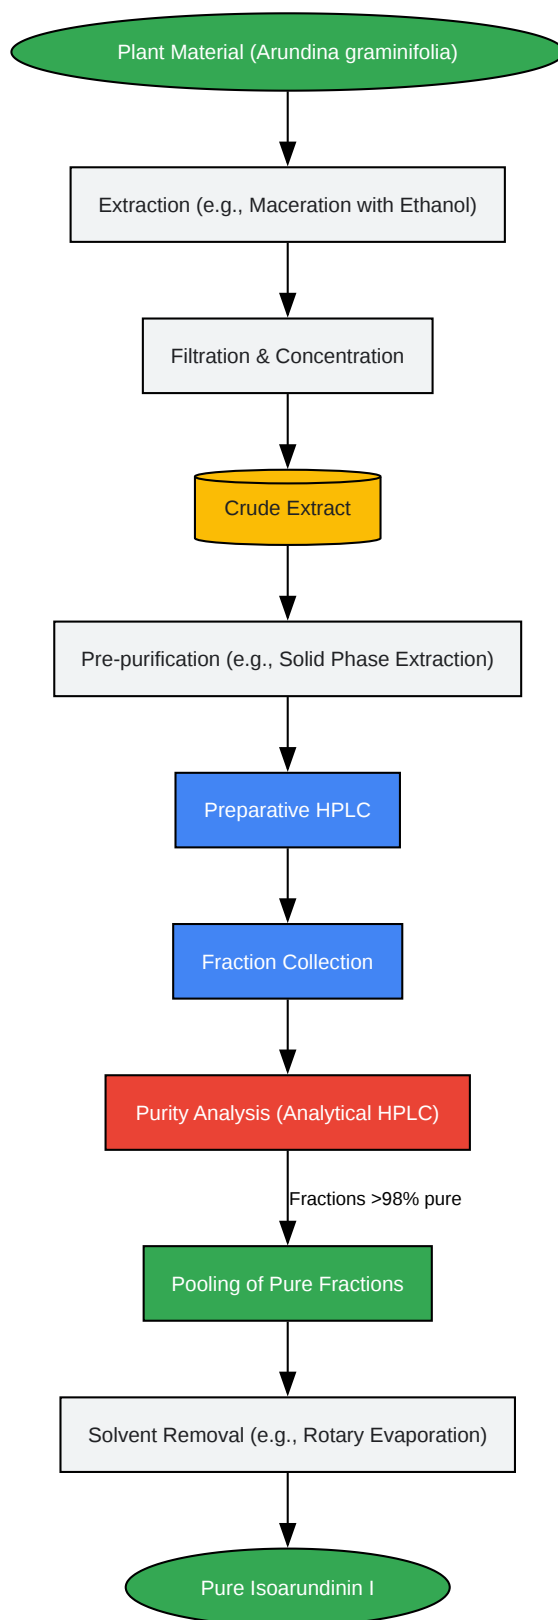 Plant Material (Arundina graminifolia)
Extraction (e.g., Maceration with Ethanol)
Filtration & Concentration
Crude Extract
Pre-purification (e.g., Solid Phase Extraction)
Preparative HPLC
Fraction Collection
Purity Analysis (Analytical HPLC)
Fractions >98% pure
Pooling of Pure Fractions
Solvent Removal (e.g., Rotary Evaporation)
Pure Isoarundinin I